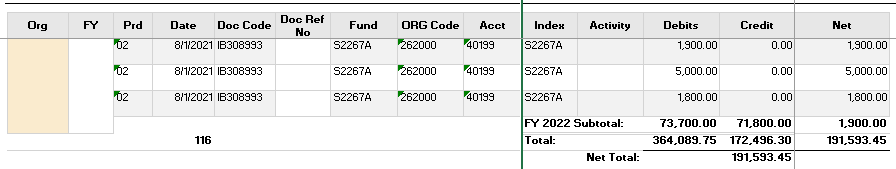 Org FY Prd Date Doc Code Doc Ref No Fund ORG Code Acct Index Activity Debits Credit Net
02 8/1/2021 IB308993 S2267A 262000 40199 S2267A 1,900.00 0.00 1,900.00
02 8/1/2021 IB308993 S2267A 262000 40199 S2267A 5,000.00 0.00 5,000.00
02 8/1/2021 IB308993 S2267A 262000 40199 S2267A 1,800.00 0.00 1,800.00
FY 2022 Subtotal: 73,700.00 71,800.00 1,900.00
116 Total: 364,089.75 172,496.30 191,593.45
Net Total: 191,593.45